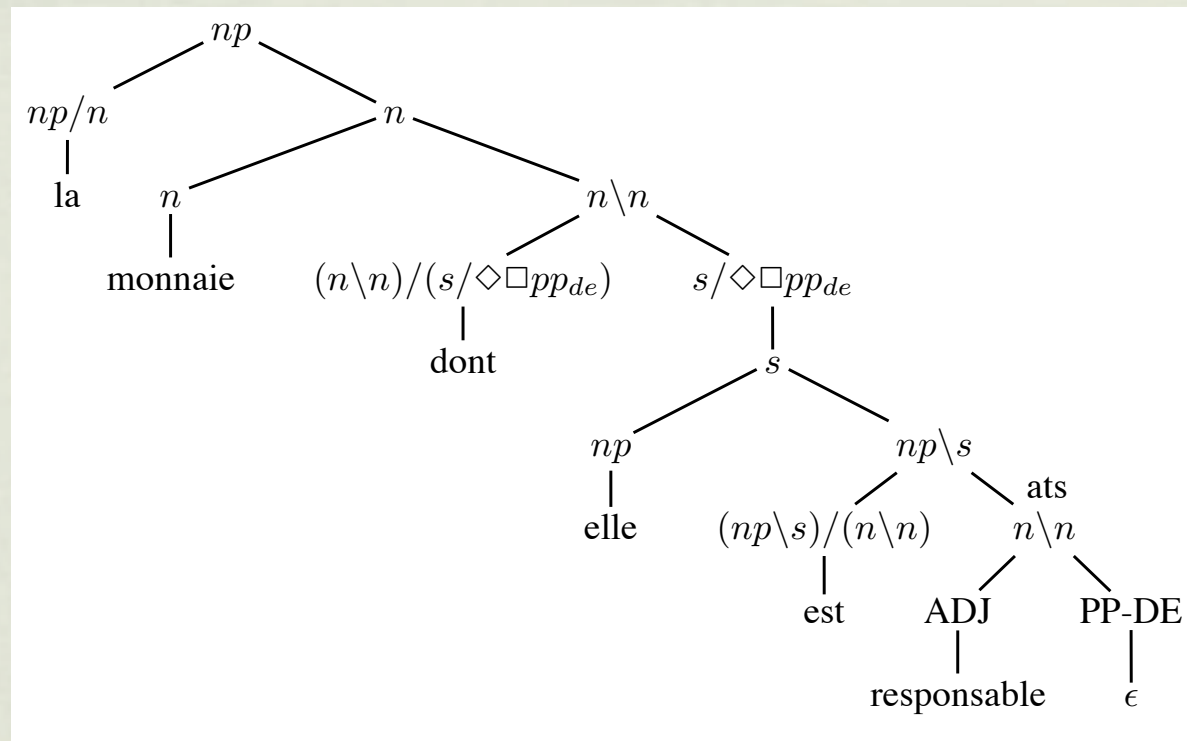 np
np/n n
la n n\n
monnaie (n\n)/(s/◇□pp_de) s/◇□pp_de
dont s
np np\s
ats
elle (np\s)/(n\n) n\n
est ADJ PP-DE
responsable ϵ